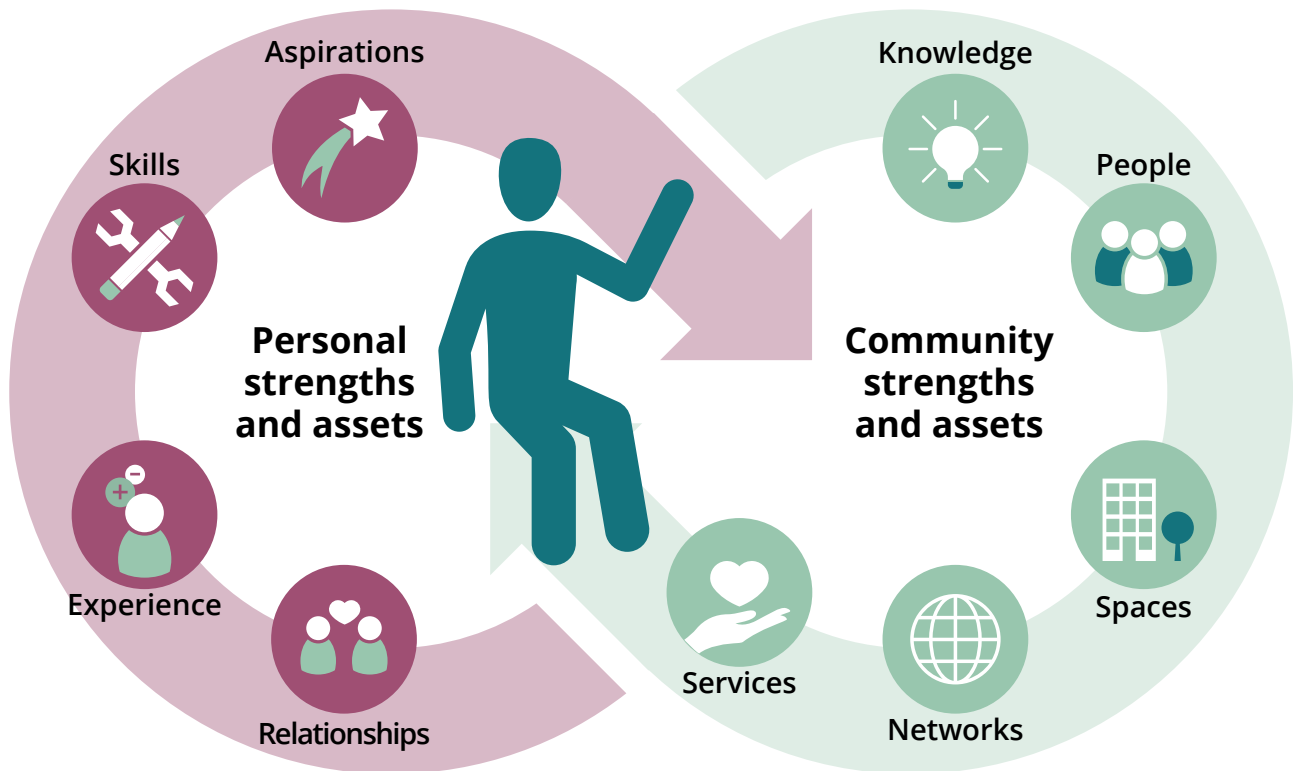 Aspirations
Skills
Personal
strengths
and assets
Experience
Relationships
Knowledge
People
Community
strengths
and assets
Spaces
Networks
Services